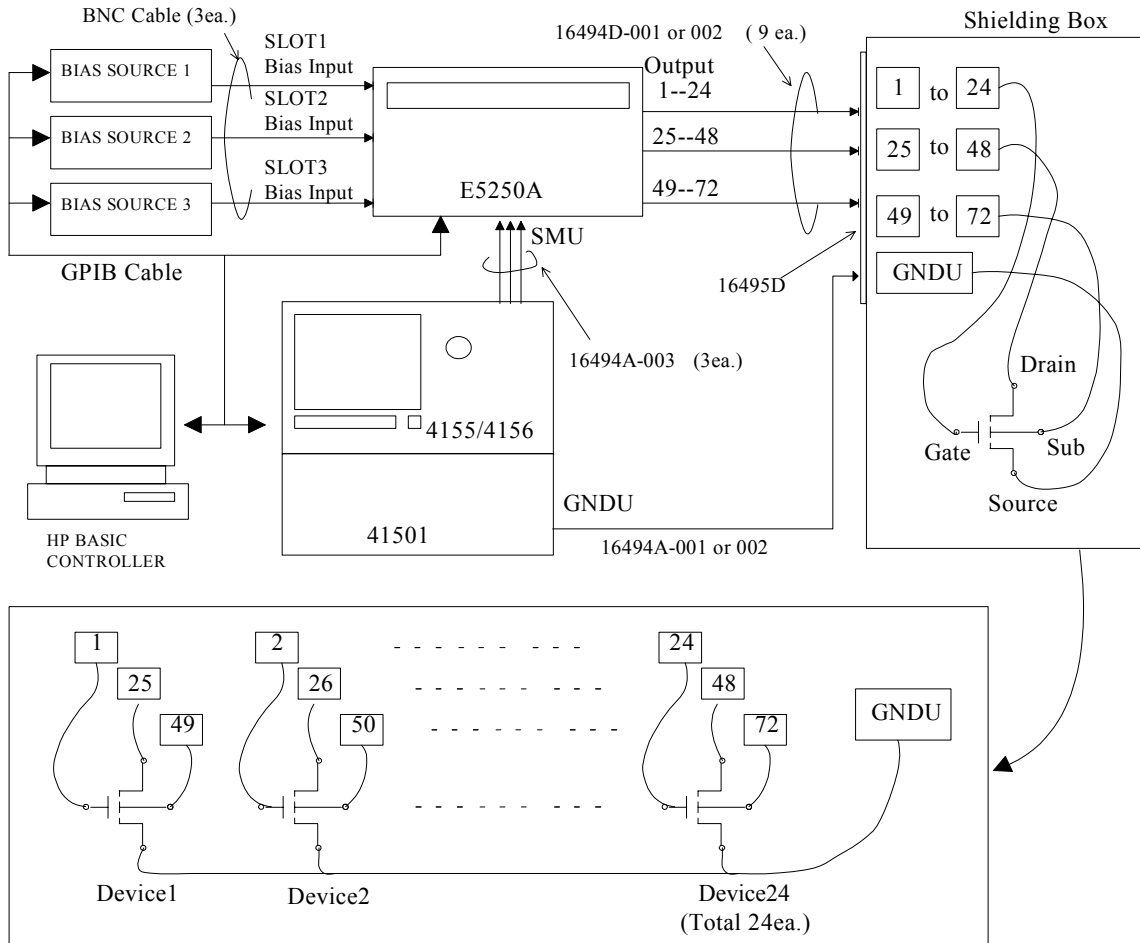 BNC Cable (3ea.)
BIAS SOURCE 1
BIAS SOURCE 2
BIAS SOURCE 3
SLOT1
Bias Input
SLOT2
Bias Input
SLOT3
Bias Input
GPIB Cable
E5250A
Output
1--24
25--48
49--72
16494D-001 or 002 ( 9 ea.)
SMU
16494A-003 (3ea.)
16495D
Shielding Box
1 to 24
25 to 48
49 to 72
GNDU
Drain
Gate
Sub
Source
HP BASIC
CONTROLLER
4155/4156
41501
GNDU
16494A-001 or 002
1
2
- - - - - - - - -
24
25
26
- - - - - - - - -
48
49
50
- - - - - - - - -
72
GNDU
- - - - - - - - -
Device1
Device2
Device24
(Total 24ea.)